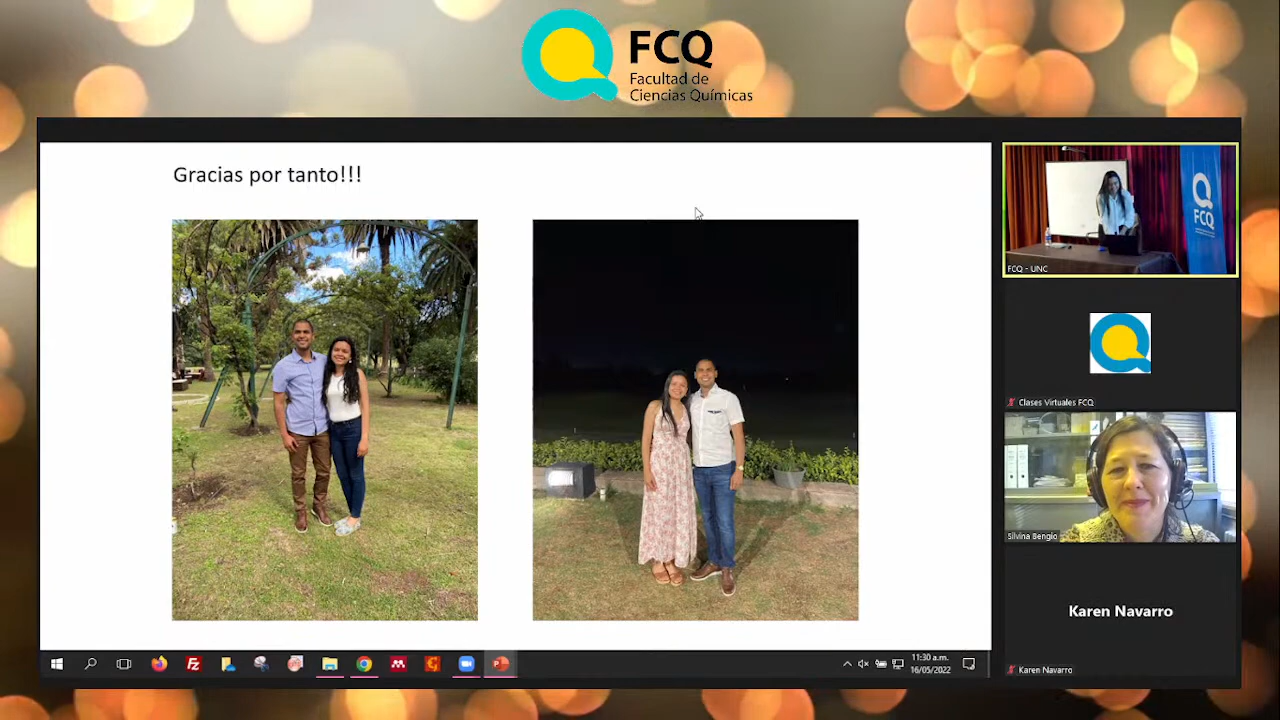 FCQ
Facultad de
Ciencias Químicas
Gracias por tanto!!!
FCQ
FCQ - UNC
Clases Virtuales FCQ
Silvina Bengio
Karen Navarro
Karen Navarro
11:30 a.m.
16/05/2022